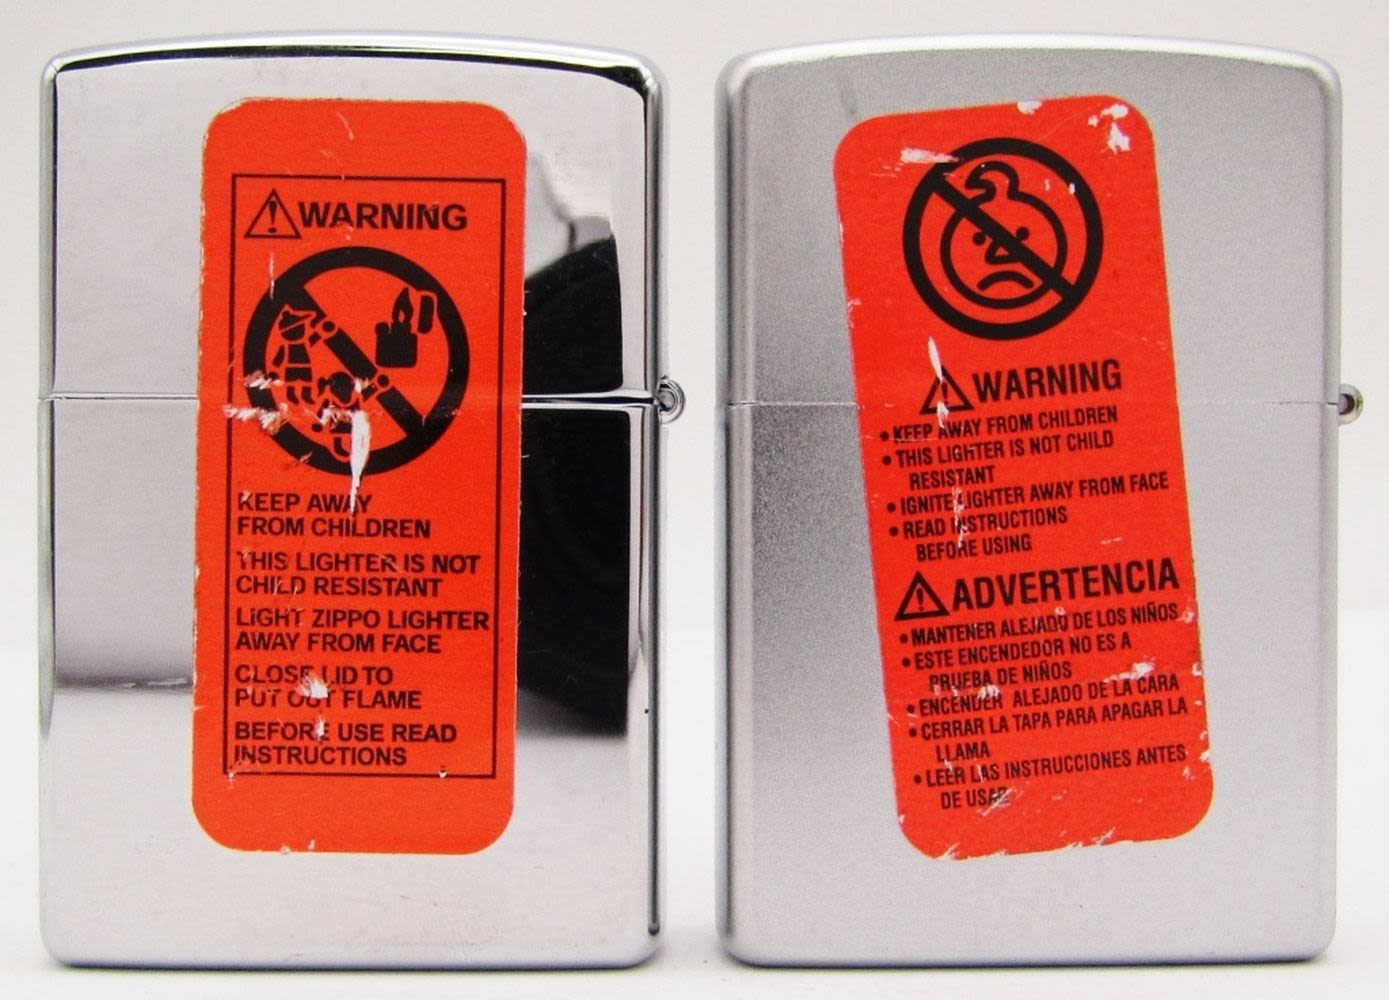 WARNING
KEEP AWAY
FROM CHILDREN
THIS LIGHTER IS NOT
CHILD RESISTANT
LIGHT ZIPPO LIGHTER
AWAY FROM FACE
CLOSE LID TO
PUT OUT FLAME
BEFORE USE READ
INSTRUCTIONS
WARNING
• KEEP AWAY FROM CHILDREN
• THIS LIGHTER IS NOT CHILD
RESISTANT
• IGNITE LIGHTER AWAY FROM FACE
• READ INSTRUCTIONS
BEFORE USING
ADVERTENCIA
• MANTENER ALEJADO DE LOS NIÑOS
• ESTE ENCENDEDOR NO ES A
PRUEBA DE NIÑOS
• ENCENDER ALEJADO DE LA CARA
• CERRAR LA TAPA PARA APAGAR LA
LLAMA
• LEER LAS INSTRUCCIONES ANTES
DE USAR